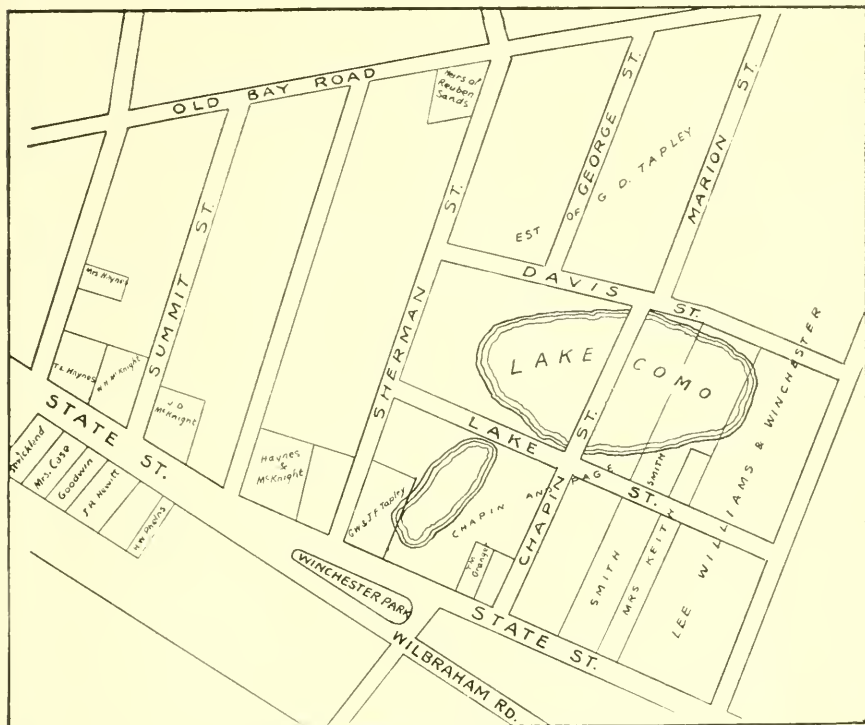 OLD BAY ROAD
Heirs of
Reuben
Sands
SUMMIT ST.
SHERMAN ST.
GEORGE ST.
MARION ST.
EST OF G D. TAPLEY
DAVIS ST.
LAKE COMO
LAKE ST.
CHAPIN ST.
CHAPIN AND PAGE
SMITH
SMITH
MRS KEITH
LEE WILLIAMS & WINCHESTER
Mrs Haynes
T L Haynes
W H McKnight
J D
McKnight
Haynes
&
McKnight
G W & J F Tapley
STATE ST.
Strickland
Mrs. Case
Goodwin
J H Hewitt
WINCHESTER PARK
STATE ST.
WILBRAHAM RD.